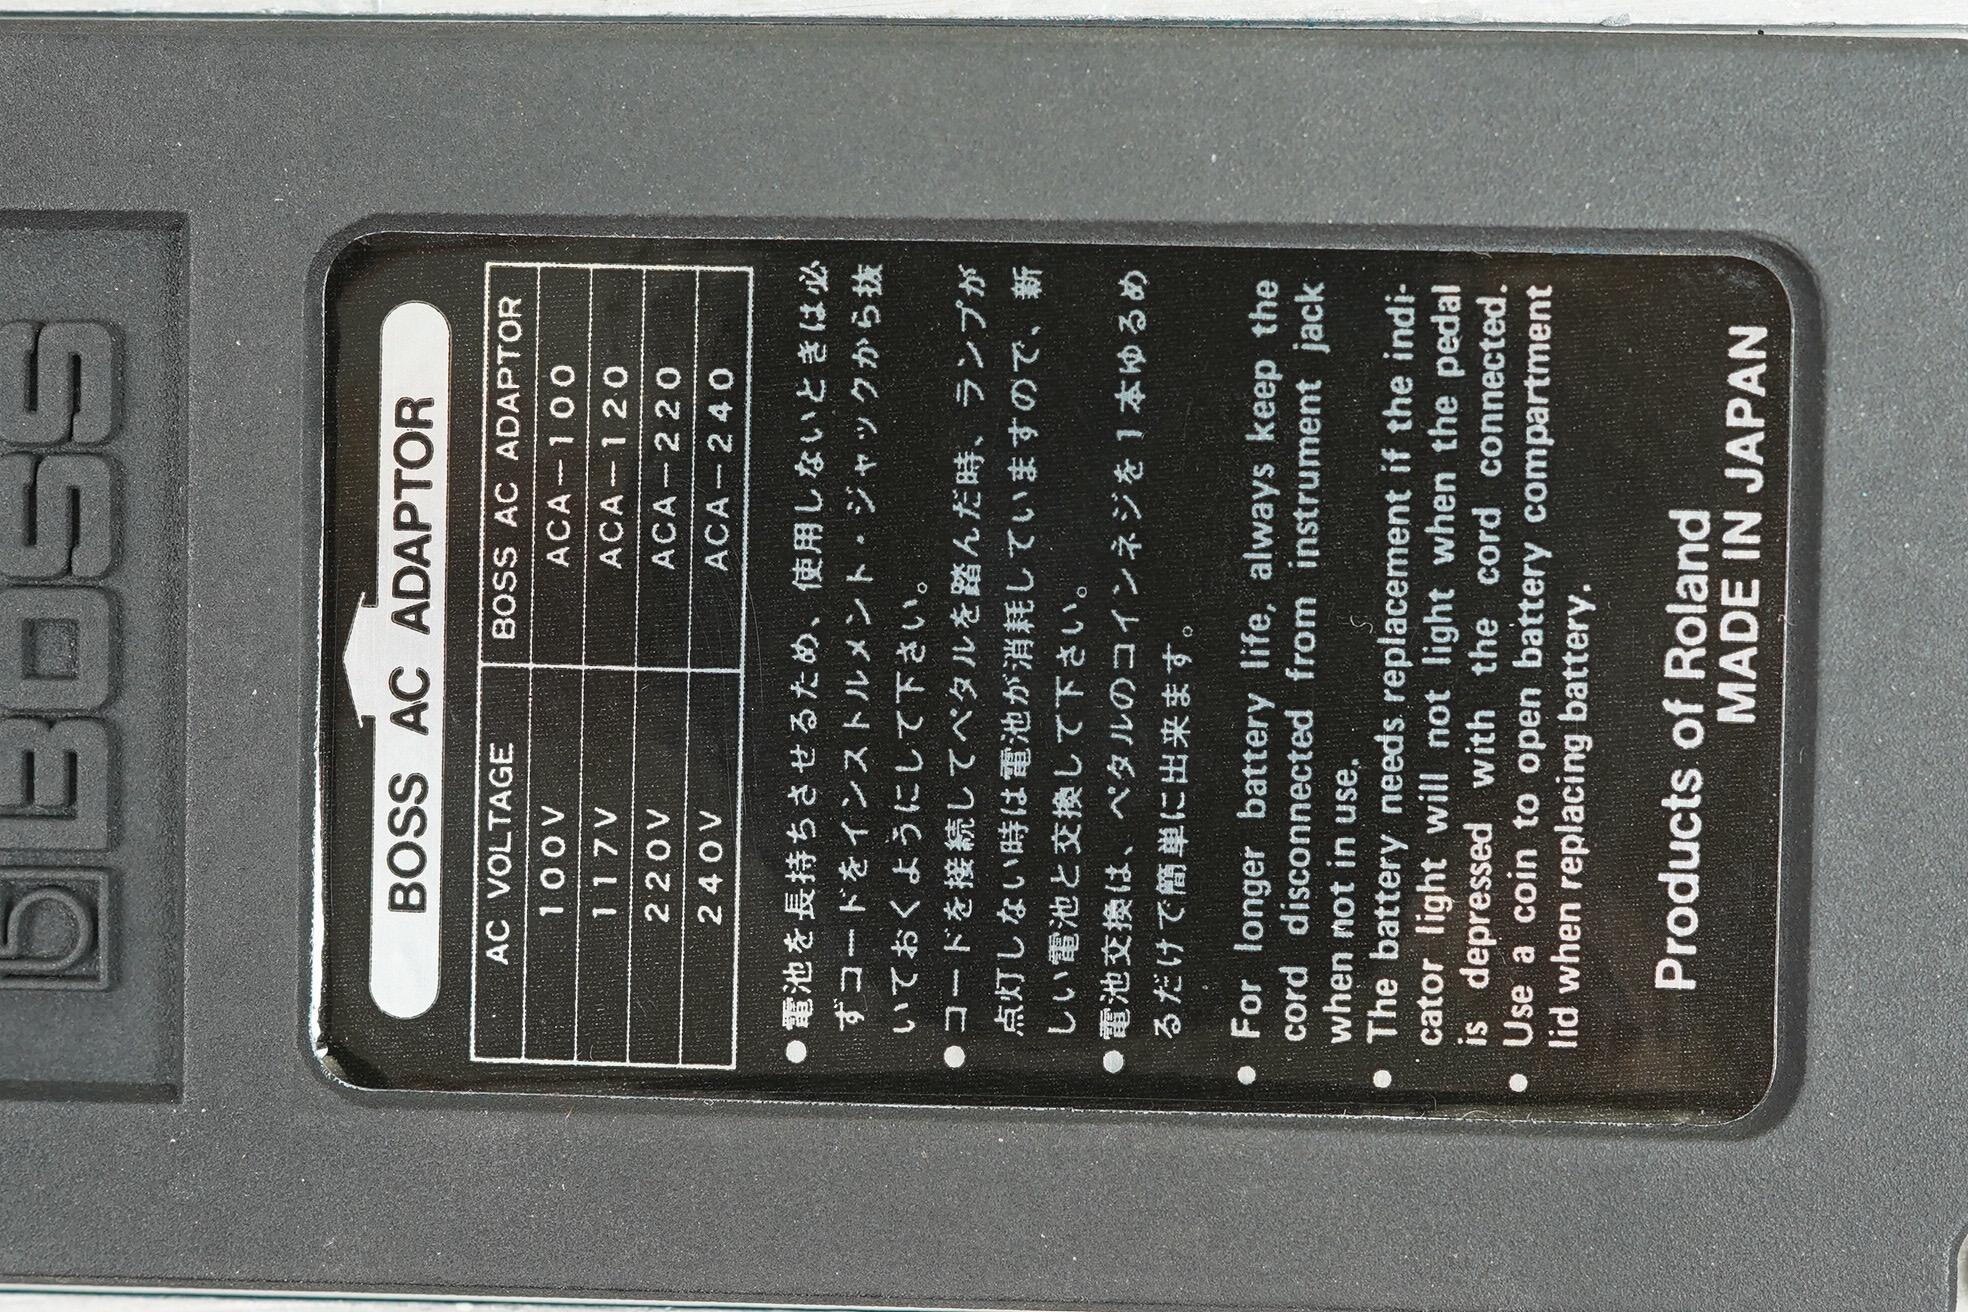 BOSS
BOSS AC ADAPTOR
AC VOLTAGE BOSS AC ADAPTOR
100V ACA-100
117V ACA-120
220V ACA-220
240V ACA-240
● 電池を長持ちさせるため、使用しないときは必
ずコードをインストルメント・ジャックから抜
いておくようにして下さい。
● コードを接続してペダルを踏んだ時、ランプが
点灯しない時は電池が消耗していますので、新
しい電池と交換して下さい。
● 電池交換は、ペダルのコインネジを1本ゆるめ
るだけで簡単に出来ます。
● For longer battery life, always keep the
cord disconnected from instrument jack
when not in use.
● The battery needs replacement if the indi-
cator light will not light when the pedal
is depressed with the cord connected.
● Use a coin to open battery compartment
lid when replacing battery.
Products of Roland
MADE IN JAPAN